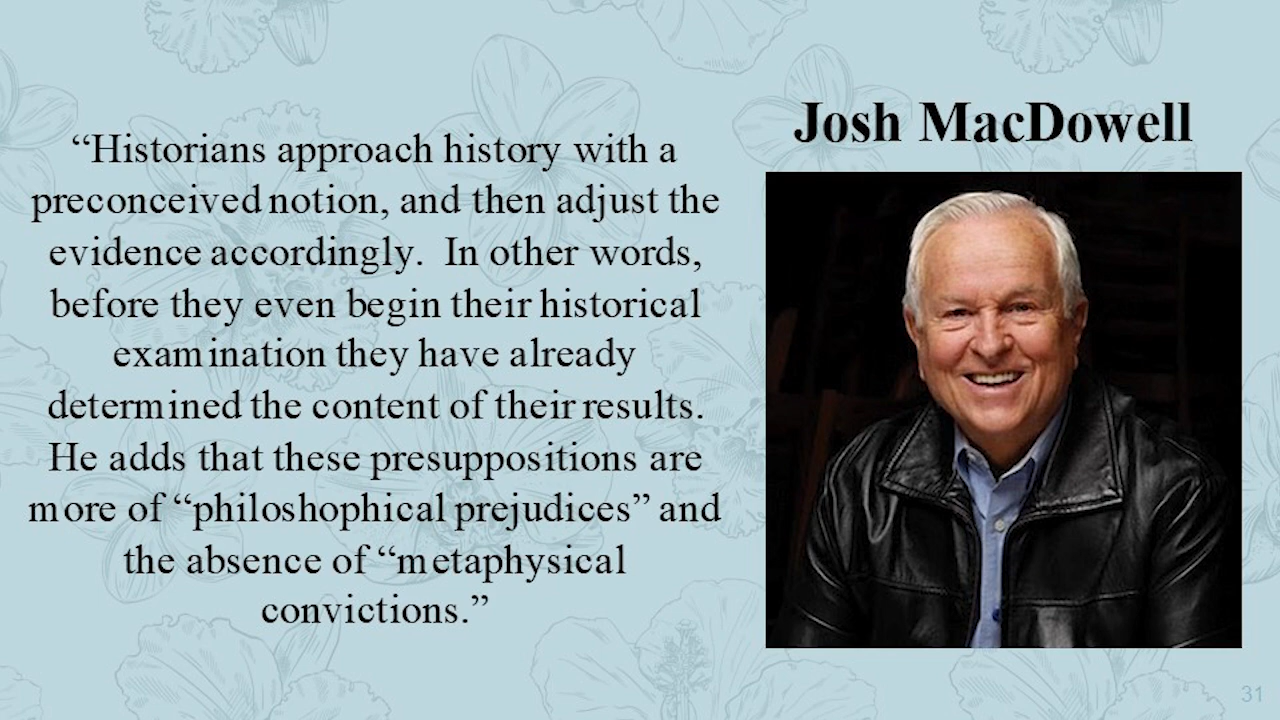 Josh MacDowell
“Historians approach history with a
preconceived notion, and then adjust the
evidence accordingly.  In other words,
before they even begin their historical
examination they have already
determined the content of their results.
He adds that these presuppositions are
more of “philoshophical prejudices” and
the absence of “metaphysical
convictions.”
31